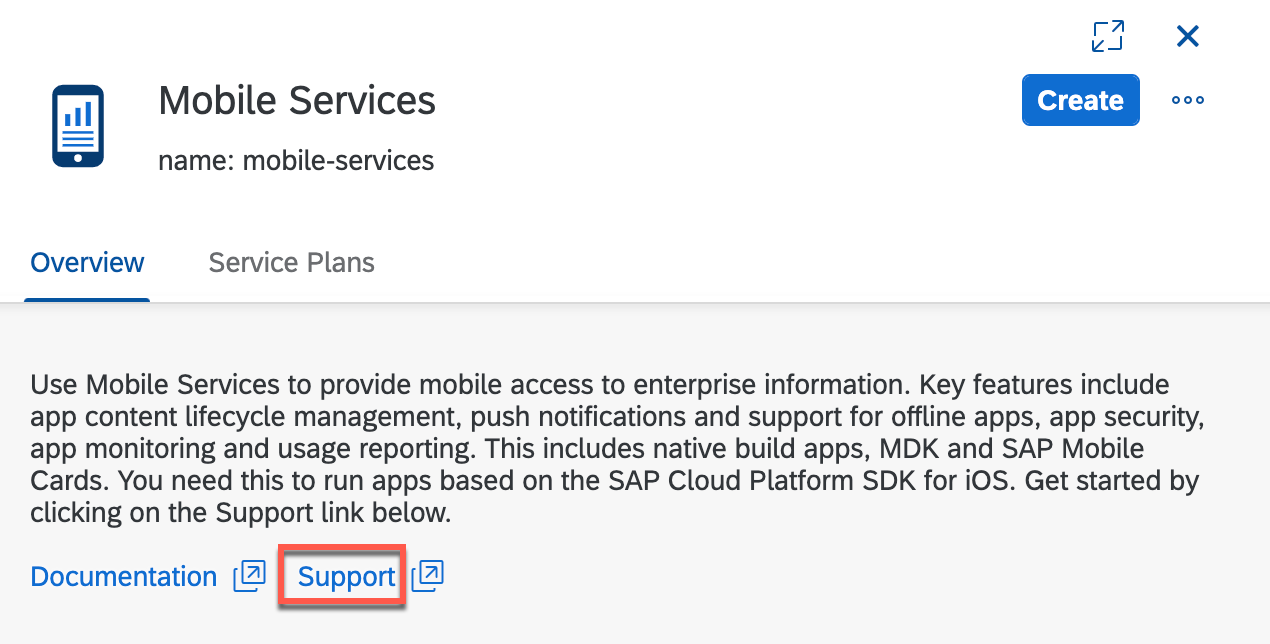 Mobile Services
Create
name: mobile-services
Overview
Service Plans
Use Mobile Services to provide mobile access to enterprise information. Key features include
app content lifecycle management, push notifications and support for offline apps, app security,
app monitoring and usage reporting. This includes native build apps, MDK and SAP Mobile
Cards. You need this to run apps based on the SAP Cloud Platform SDK for iOS. Get started by
clicking on the Support link below.
Documentation
Support